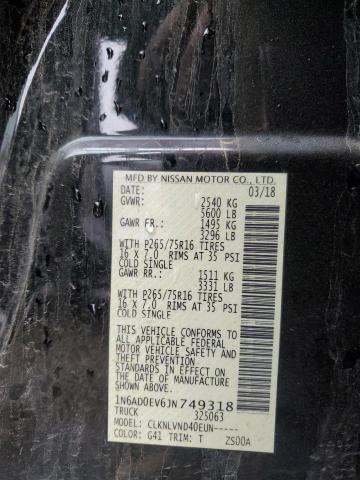 MFD BY NISSAN MOTOR CO., LTD.
DATE: 03/18
GVWR: 2540 KG
5600 LB
GAWR FR.: 1495 KG
3296 LB
WITH P265/75R16 TIRES
16 X 7.0 RIMS AT 35 PSI
COLD SINGLE
GAWR RR.: 1511 KG
3331 LB
WITH P265/75R16 TIRES
16 X 7.0 RIMS AT 35 PSI
COLD SINGLE
THIS VEHICLE CONFORMS TO
ALL APPLICABLE FEDERAL
MOTOR VEHICLE SAFETY AND
THEFT PREVENTION
STANDARDS IN EFFECT ON
THE DATE OF MANUFACTURE
SHOWN ABOVE.
1N6AD0EV6JN749318
TRUCK 325063
MODEL: CLKNLVND40EUN-----
COLOR: G41 TRIM: T ZS00A